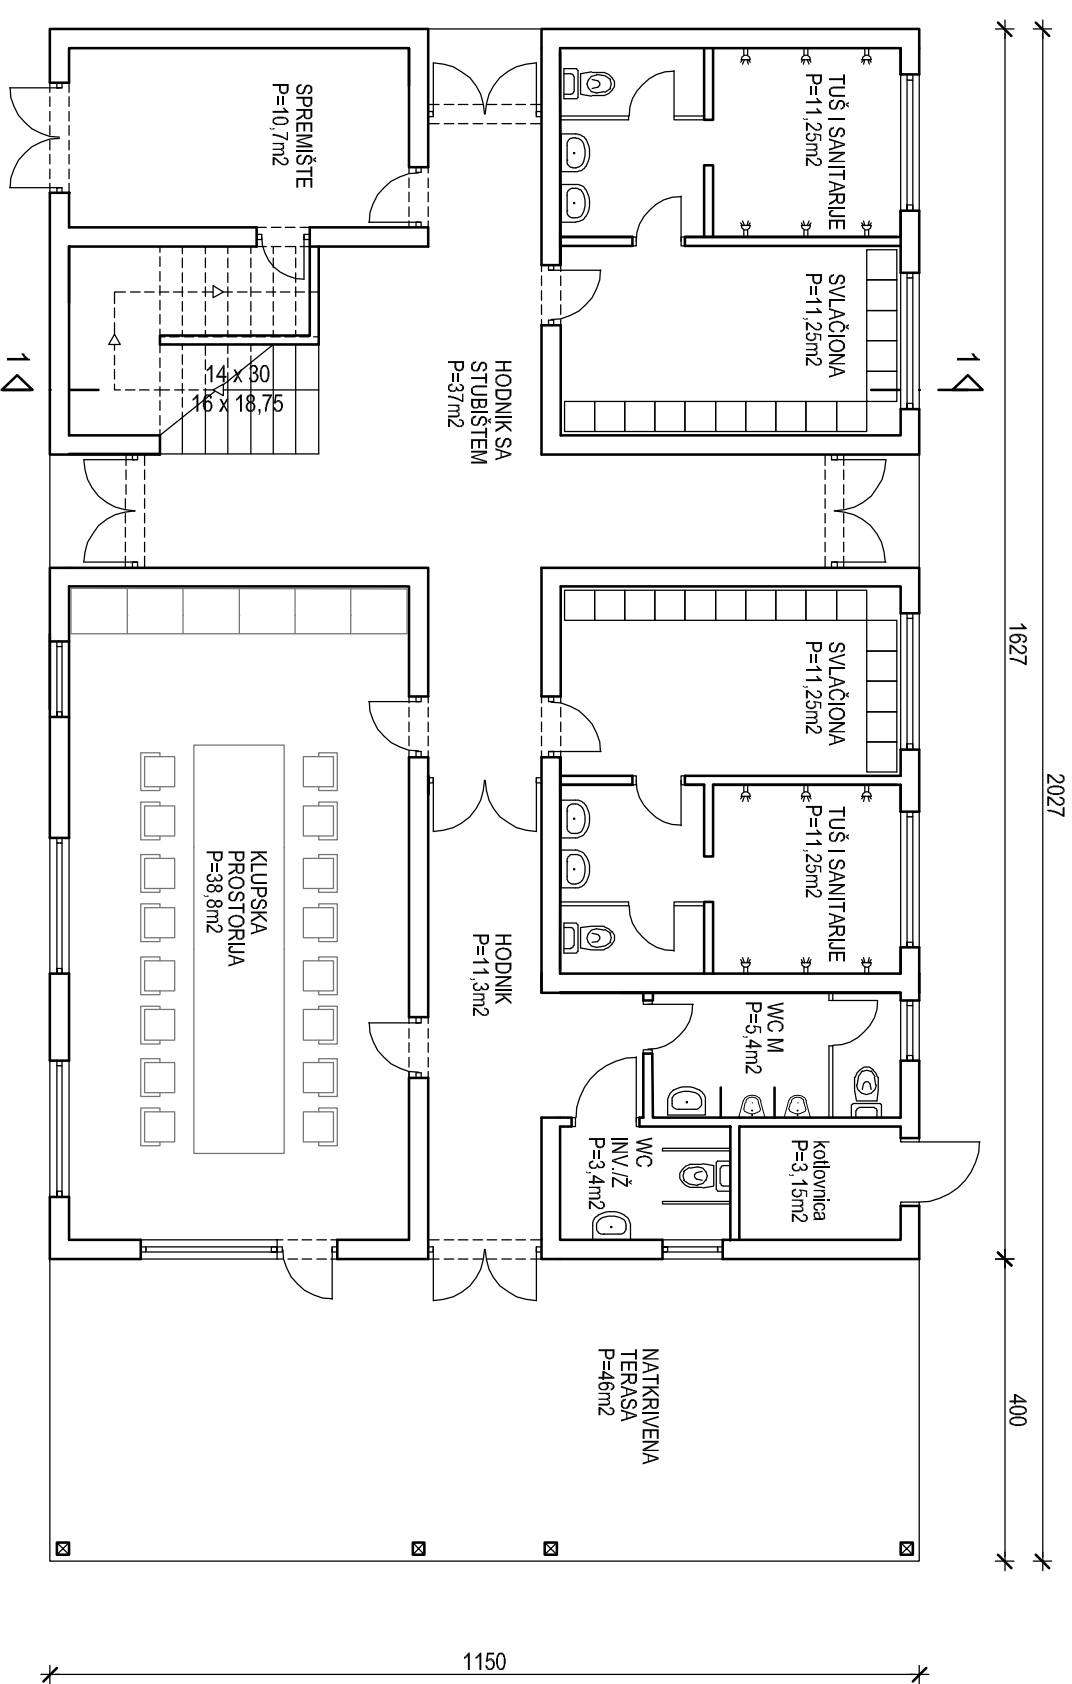 TUŠ I SANITARIJE
P=11,25m2
SVLAČIONA
P=11,25m2
SVLAČIONA
P=11,25m2
TUŠ I SANITARIJE
P=11,25m2
WC M
P=5,4m2
kotlovnica
P=3,15m2
WC
INV./Ž
P=3,4m2
SPREMIŠTE
P=10,7m2
14 x 30
16 x 18,75
HODNIK SA
STUBIŠTEM
P=37m2
HODNIK
P=11,3m2
KLUPSKA
PROSTORIJA
P=38,8m2
NATKRIVENA
TERASA
P=46m2
1
1
1627
400
2027
1150